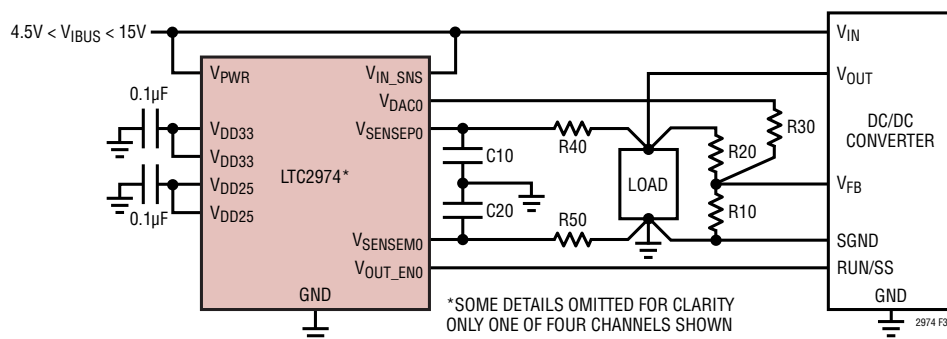 4.5V < VIBUS < 15V
VIN
VPWR
VIN_SNS
VOUT
0.1µF
VDAC0
R30
DC/DC
CONVERTER
VDD33
VSENSEP0
R40
R20
VDD33
C10
LTC2974*
LOAD
VDD25
VFB
VDD25
C20
R10
0.1µF
R50
VSENSEM0
SGND
VOUT_EN0
RUN/SS
GND
*SOME DETAILS OMITTED FOR CLARITY
ONLY ONE OF FOUR CHANNELS SHOWN
GND